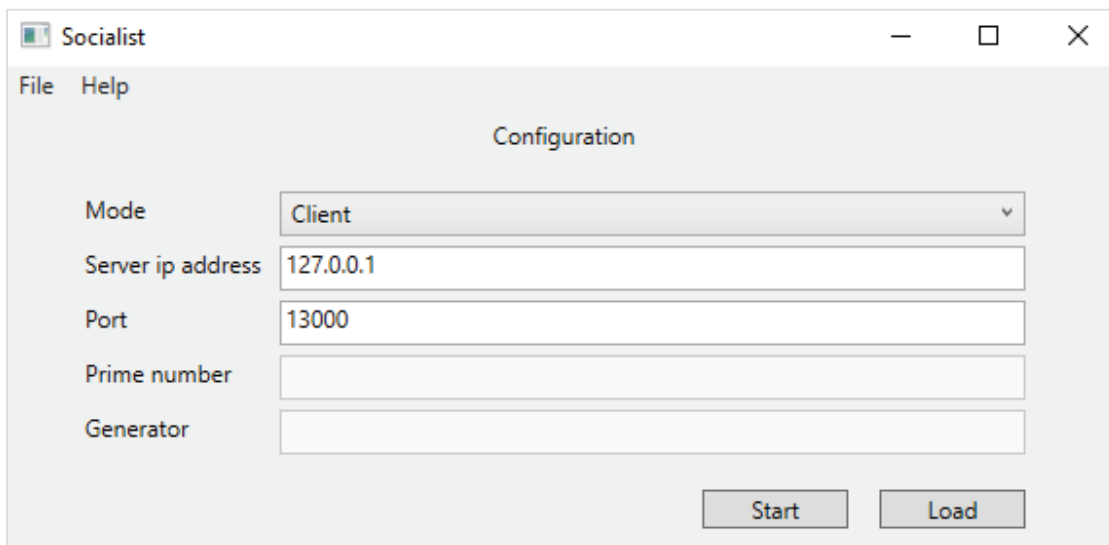 Socialist
File Help
Configuration
Mode Client
Server ip address 127.0.0.1
Port 13000
Prime number
Generator
Start Load